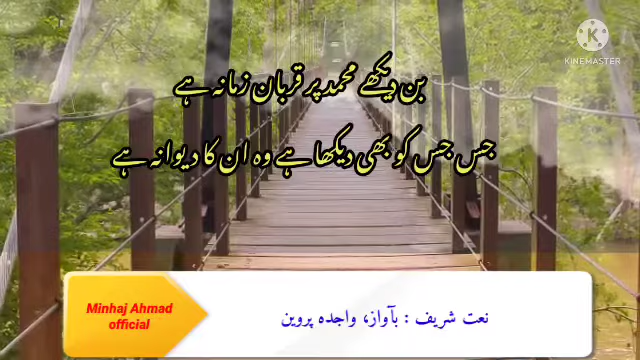 KINEMASTER
بن دیکھے محمد پر قربان زمانہ ہے
جس جس کو بھی دیکھا ہے وہ ان کا دیوانہ ہے
Minhaj Ahmad
official
نعت شریف : بآواز، واجدہ پروین